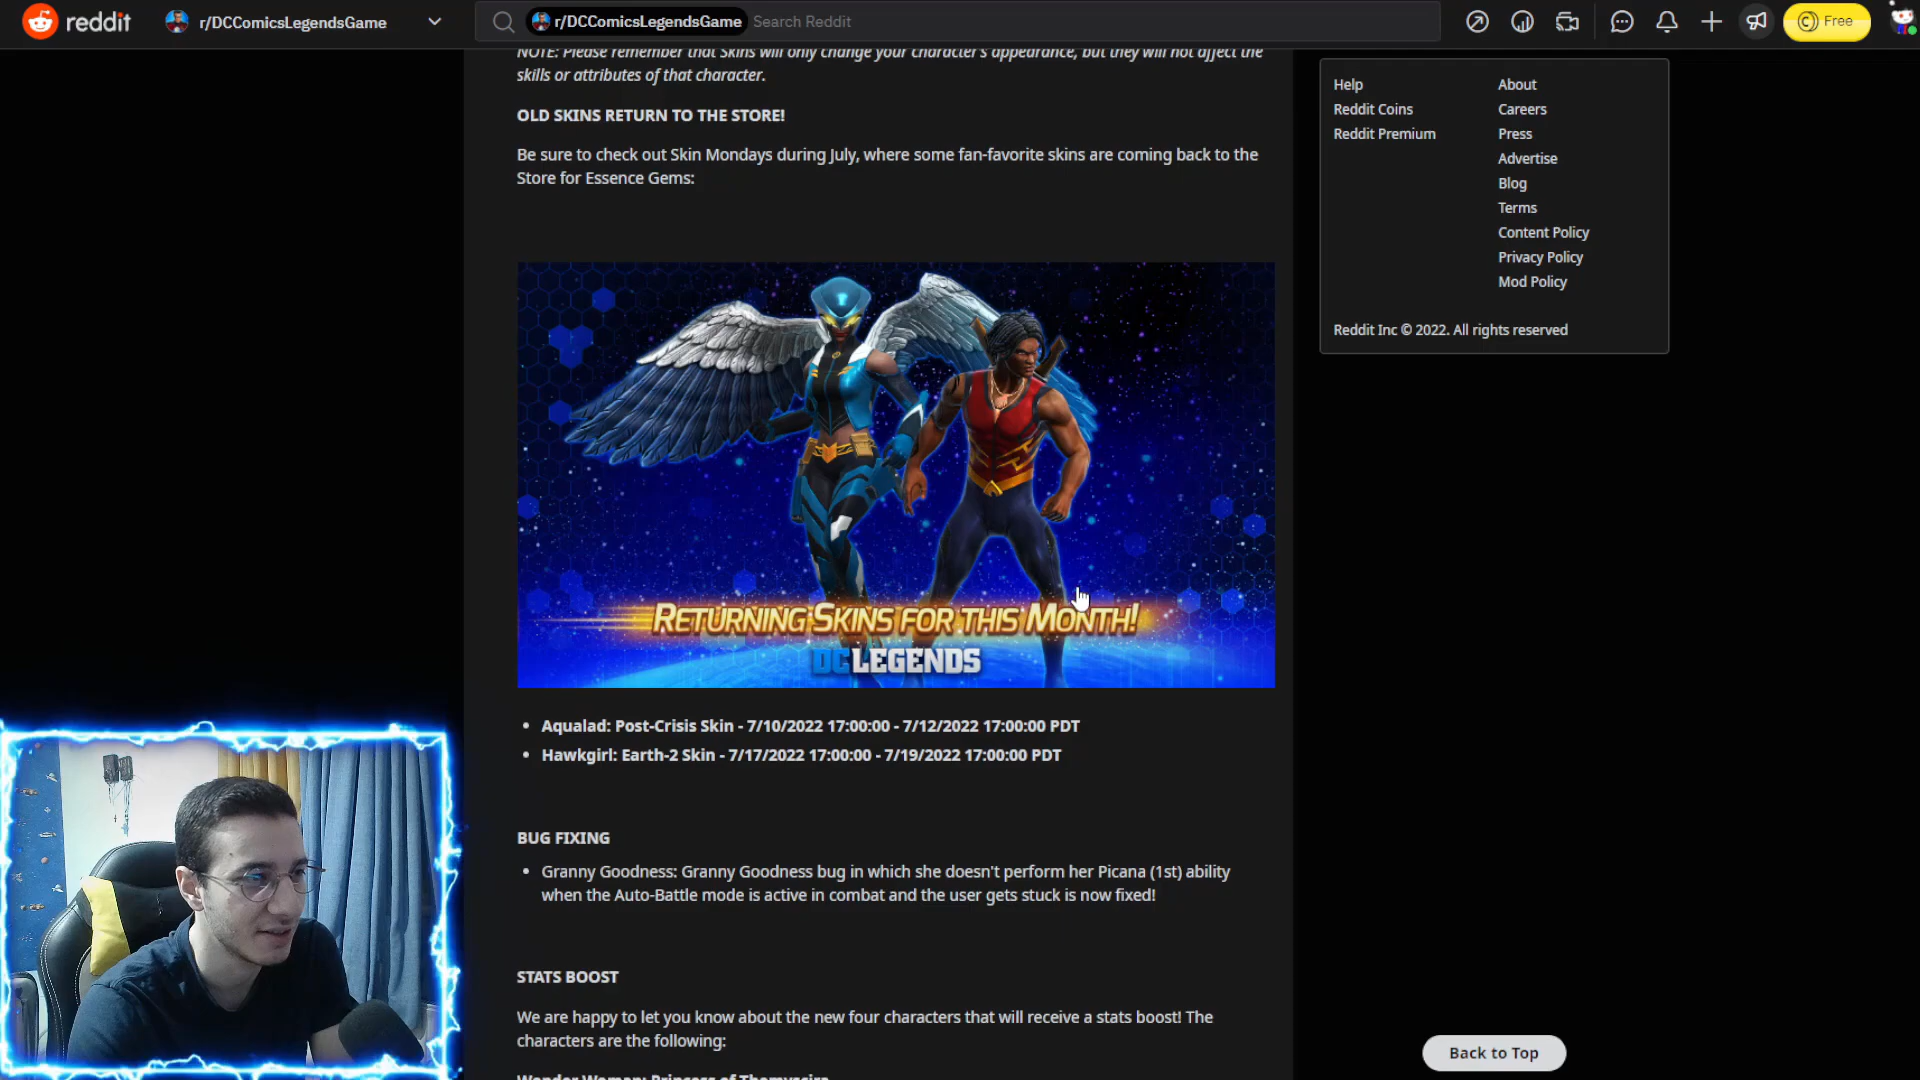 reddit
r/DCComicsLegendsGame
r/DCComicsLegendsGame Search Reddit
Free
NOTE: Please remember that Skins will only change your character's appearance, but they will not affect the
skills or attributes of that character.
OLD SKINS RETURN TO THE STORE!
Be sure to check out Skin Mondays during July, where some fan-favorite skins are coming back to the
Store for Essence Gems:
RETURNING SKINS FOR THIS MONTH!
DC LEGENDS
• Aqualad: Post-Crisis Skin - 7/10/2022 17:00:00 - 7/12/2022 17:00:00 PDT
• Hawkgirl: Earth-2 Skin - 7/17/2022 17:00:00 - 7/19/2022 17:00:00 PDT
BUG FIXING
• Granny Goodness: Granny Goodness bug in which she doesn't perform her Picana (1st) ability
when the Auto-Battle mode is active in combat and the user gets stuck is now fixed!
STATS BOOST
We are happy to let you know about the new four characters that will receive a stats boost! The
characters are the following:
Wonder Woman: Princess of Themyscira
Help
Reddit Coins
Reddit Premium
About
Careers
Press
Advertise
Blog
Terms
Content Policy
Privacy Policy
Mod Policy
Reddit Inc © 2022. All rights reserved
Back to Top